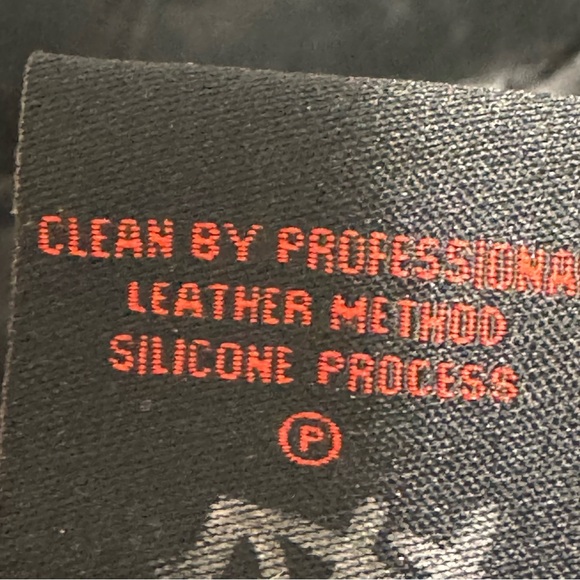 CLEAN BY PROFESSIONA
LEATHER METHOD
SILICONE PROCESS
P